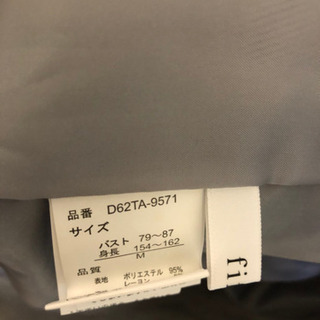 品番 D62TA-9571
サイズ
バスト 79~87
身長 154~162
M
品質
表地 ポリエステル 95%
レーヨン
fi